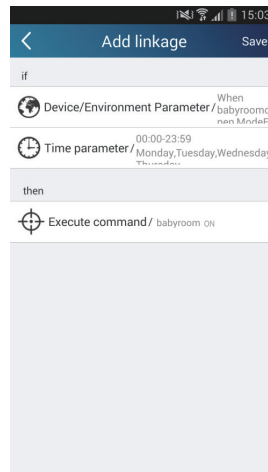 15:03
Add linkage
Save
if
Device/Environment Parameter/
When
babyroom
Time parameter/
00:00-23:59
Monday,Tuesday,Wednesday
Thursday
then
Execute command/ babyroom ON